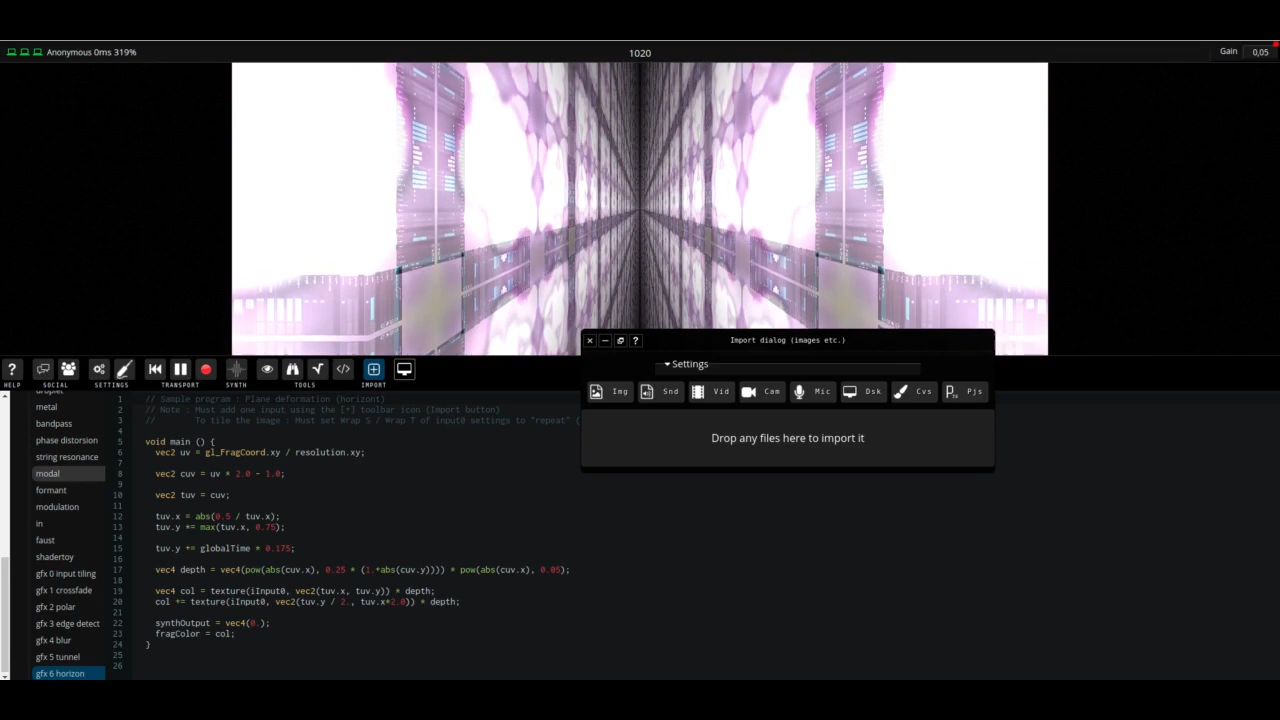 Anonymous 0ms 319%
1020
Gain 0,05
Import dialog (images etc.)
Settings
Img Snd Vid Cam Mic Dsk Cvs Pjs
Drop any files here to import it
HELP SOCIAL SETTINGS TRANSPORT SYNTH TOOLS IMPORT
droplet
metal
bandpass
phase distortion
string resonance
modal
formant
modulation
in
faust
shadertoy
gfx 0 input tiling
gfx 1 crossfade
gfx 2 polar
gfx 3 edge detect
gfx 4 blur
gfx 5 tunnel
gfx 6 horizon
1 // Sample program : Plane deformation (horizont)
2 // Note : Must add one input using the [+] toolbar icon (Import button)
3 // To tile the image : Must set Wrap S / Wrap T of input0 settings to "repeat" (
4
5 void main () {
6 vec2 uv = gl_FragCoord.xy / resolution.xy;
7
8 vec2 cuv = uv * 2.0 - 1.0;
9
10 vec2 tuv = cuv;
11
12 tuv.x = abs(0.5 / tuv.x);
13 tuv.y *= max(tuv.x, 0.75);
14
15 tuv.y += globalTime * 0.175;
16
17 vec4 depth = vec4(pow(abs(cuv.x), 0.25 * (1.+abs(cuv.y)))) * pow(abs(cuv.x), 0.05);
18
19 vec4 col = texture(iInput0, vec2(tuv.x, tuv.y)) * depth;
20 col += texture(iInput0, vec2(tuv.y / 2., tuv.x*2.0)) * depth;
21
22 synthOutput = vec4(0.);
23 fragColor = col;
24 }
25
26